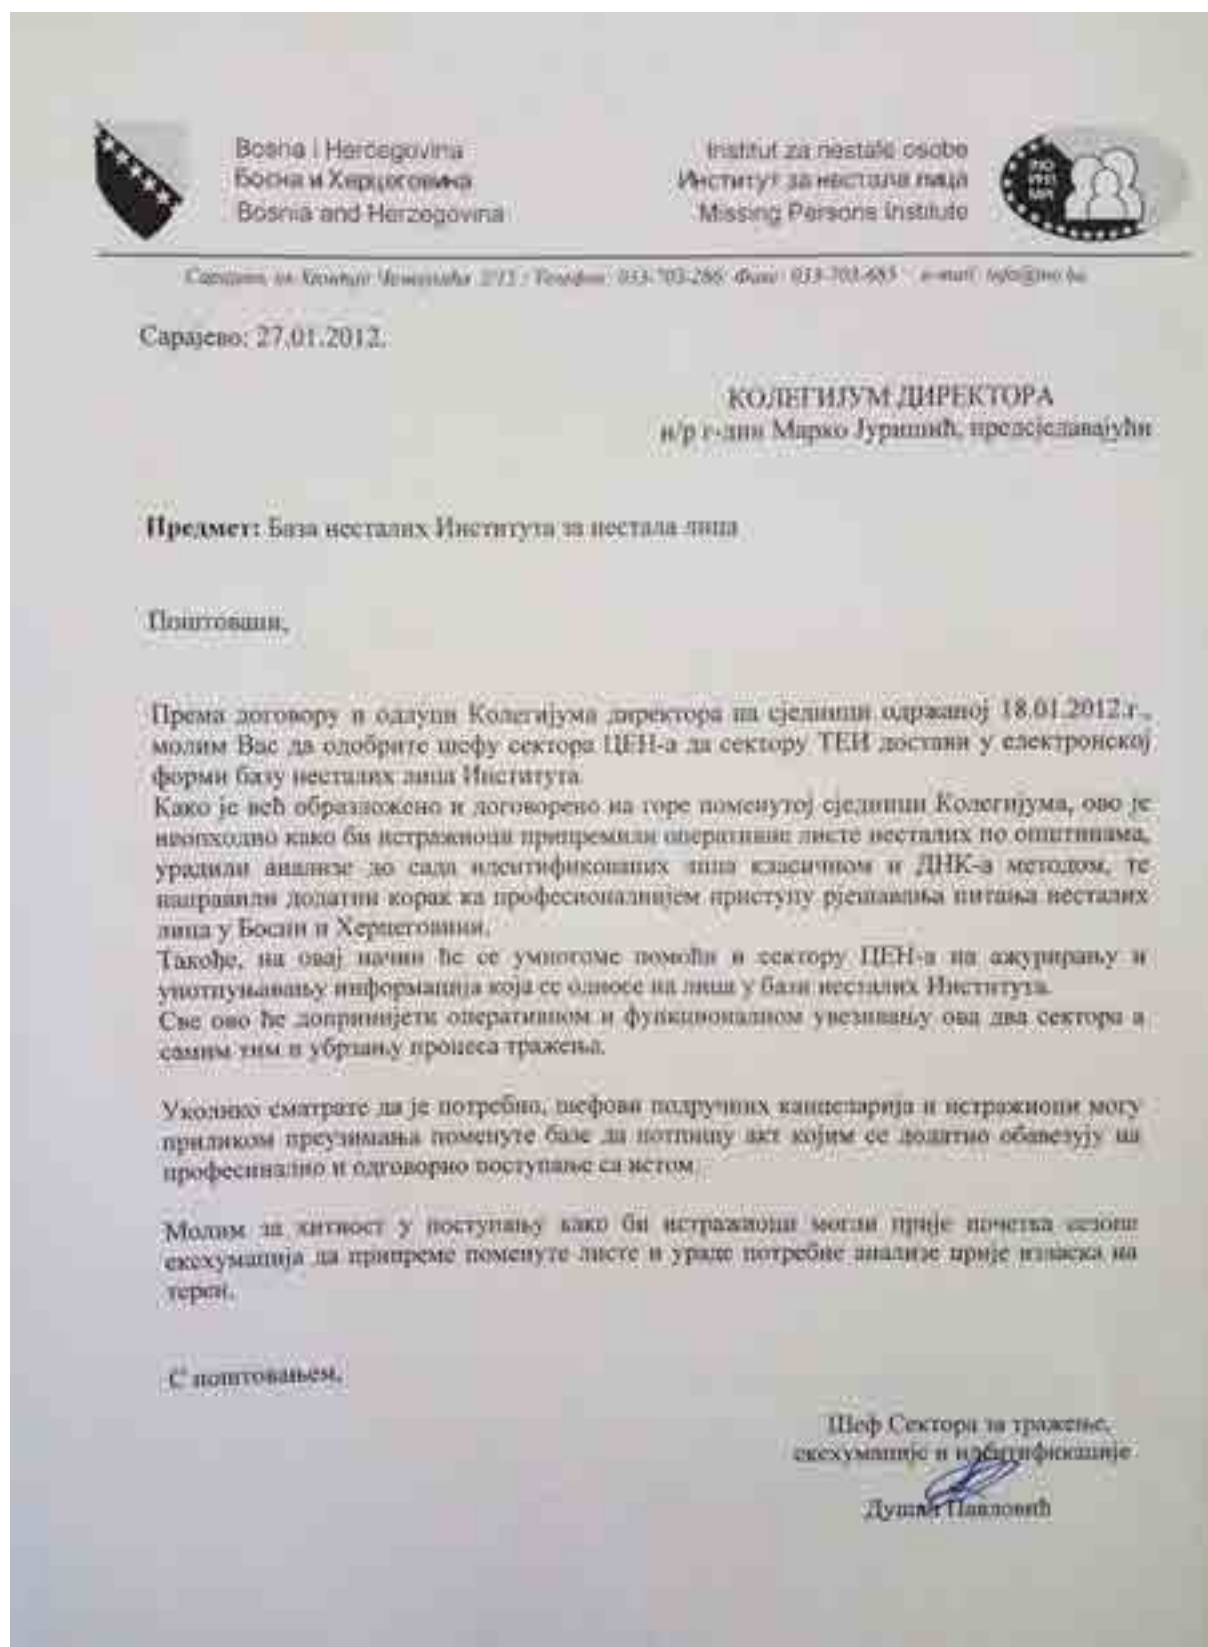 Bosna i Hercegovina
Босна и Херцеговина
Bosnia and Herzegovina
Institut za nestale osobe
Институт за нестала лица
Missing Persons Institute
Сарајево: 27.01.2012.
КОЛЕГИЈУМ ДИРЕКТОРА
н/р г-дин Марко Јуришић, предсједавајући
Предмет: База несталих Института за нестала лица
Поштовани,
Према договору и одлуци Колегијума директора на сједници одржаној 18.01.2012.г.,
молим Вас да одобрите шефу сектора ЦЕН-а да сектору ТЕИ достави у електронској
форми базу несталих лица Института.
Како је већ образложено и договорено на горе поменутој сједници Колегијума, ово је
неопходно како би истражиоци припремили оперативне листе несталих по општинама,
урадили анализе до сада идентификованих лица класичном и ДНК-а методом, те
направили додатни корак ка професионалнијем приступу рјешавања питања несталих
лица у Босни и Херцеговини.
Такође, на овај начин ће се умногоме помоћи и сектору ЦЕН-а на ажурирању и
употпуњавању информација која се односе на лица у бази несталих Института.
Све ово ће допринијети оперативном и функционалном увезивању ова два сектора а
самим тим и убрзању процеса тражења.
Уколико сматрате да је потребно, шефови подручних канцеларија и истражиоци могу
приликом преузимања поменуте базе да потпишу акт којим се додатно обавезују на
професинално и одговорно поступање са истом.
Молим за хитност у поступању како би истражиоци могли прије почетка сезоне
ексхумација да припреме поменуте листе и ураде потребне анализе прије изласка на
терен.
С поштовањем,
Шеф Сектора за тражење,
ексхумације и идентификације
Душан Павловић